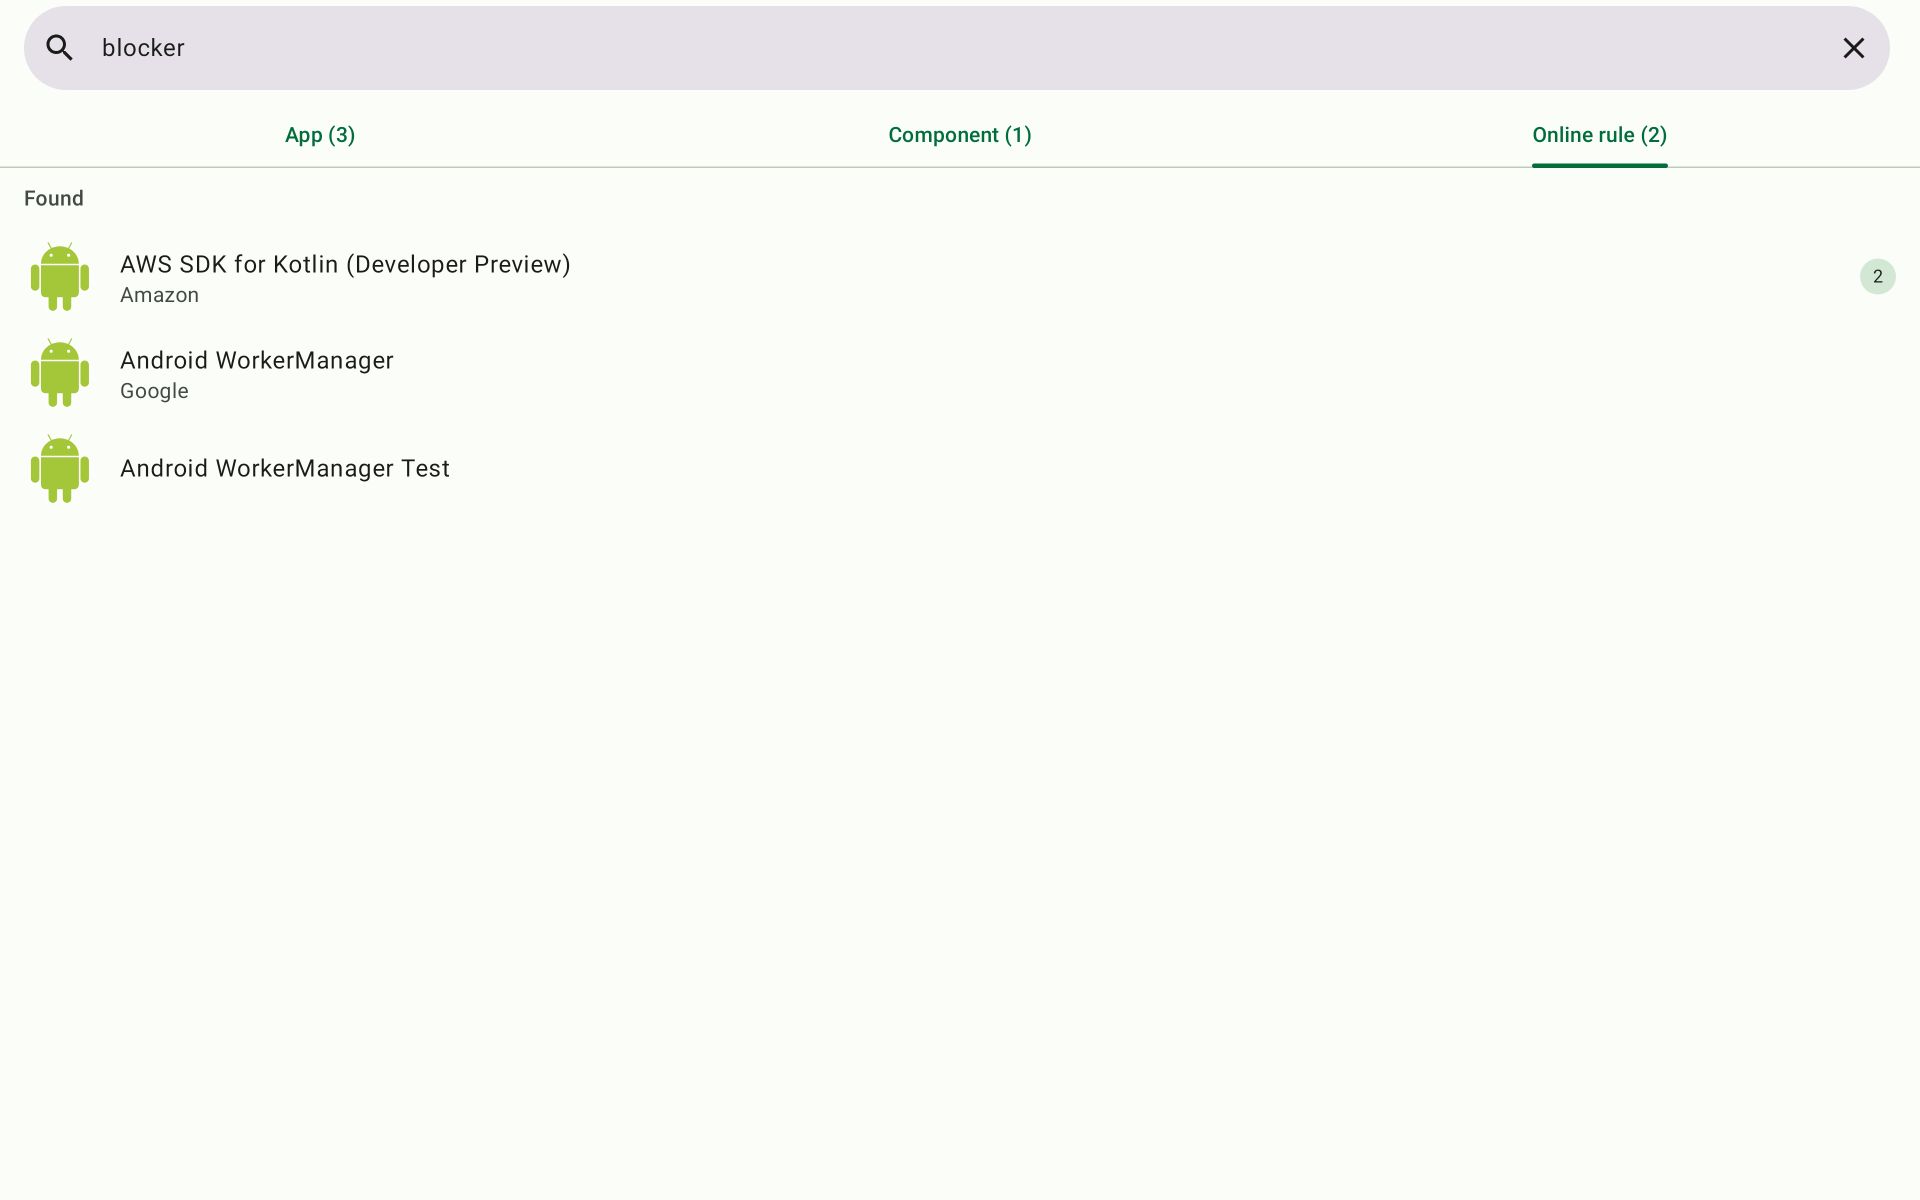 blocker
App (3)
Component (1)
Online rule (2)
Found
AWS SDK for Kotlin (Developer Preview)
Amazon
2
Android WorkerManager
Google
Android WorkerManager Test